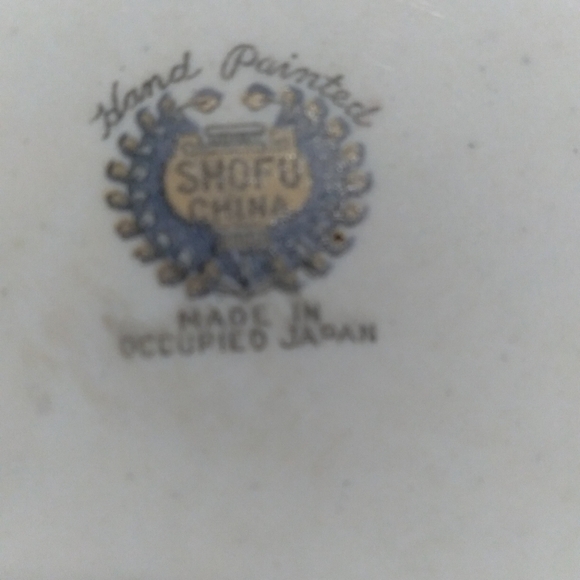 Hand Painted
SHOFU
CHINA
MADE IN
OCCUPIED JAPAN